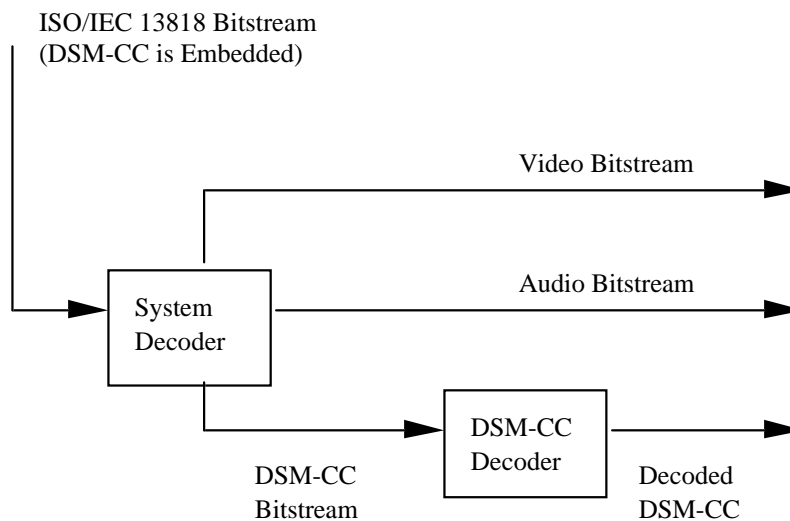 ISO/IEC 13818 Bitstream
(DSM-CC is Embedded)
Video Bitstream
Audio Bitstream
System
Decoder
DSM-CC
Decoder
DSM-CC
Bitstream
Decoded
DSM-CC